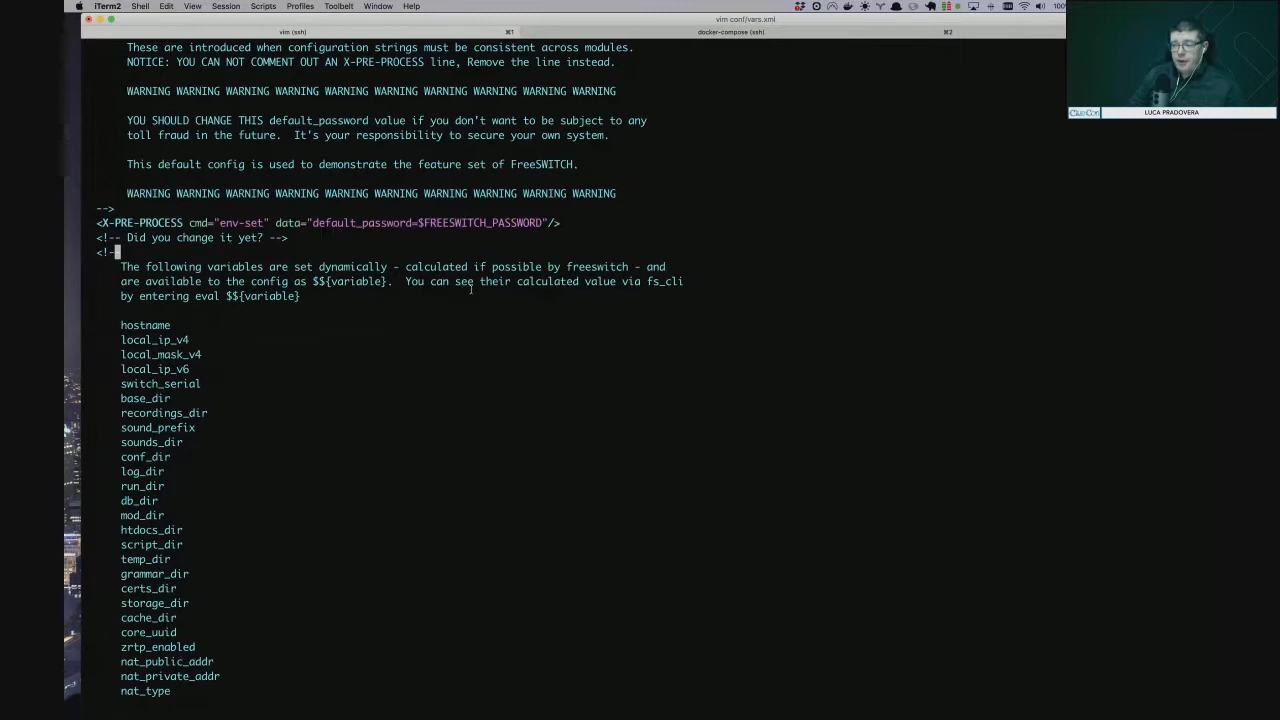 iTerm2 Shell Edit View Session Scripts Profiles Toolbelt Window Help
vim conf/vars.xml
vim (ssh) ⌘1 docker-compose (ssh) ⌘2
These are introduced when configuration strings must be consistent across modules.
NOTICE: YOU CAN NOT COMMENT OUT AN X-PRE-PROCESS line, Remove the line instead.
WARNING WARNING WARNING WARNING WARNING WARNING WARNING WARNING WARNING WARNING
YOU SHOULD CHANGE THIS default_password value if you don't want to be subject to any
toll fraud in the future.  It's your responsibility to secure your own system.
This default config is used to demonstrate the feature set of FreeSWITCH.
WARNING WARNING WARNING WARNING WARNING WARNING WARNING WARNING WARNING WARNING
-->
<X-PRE-PROCESS cmd="env-set" data="default_password=$FREESWITCH_PASSWORD"/>
<!-- Did you change it yet? -->
<!--
The following variables are set dynamically - calculated if possible by freeswitch - and
are available to the config as $${variable}.  You can see their calculated value via fs_cli
by entering eval $${variable}
hostname
local_ip_v4
local_mask_v4
local_ip_v6
switch_serial
base_dir
recordings_dir
sound_prefix
sounds_dir
conf_dir
log_dir
run_dir
db_dir
mod_dir
htdocs_dir
script_dir
temp_dir
grammar_dir
certs_dir
storage_dir
cache_dir
core_uuid
zrtp_enabled
nat_public_addr
nat_private_addr
nat_type
ClueCon LUCA PRADOVERA